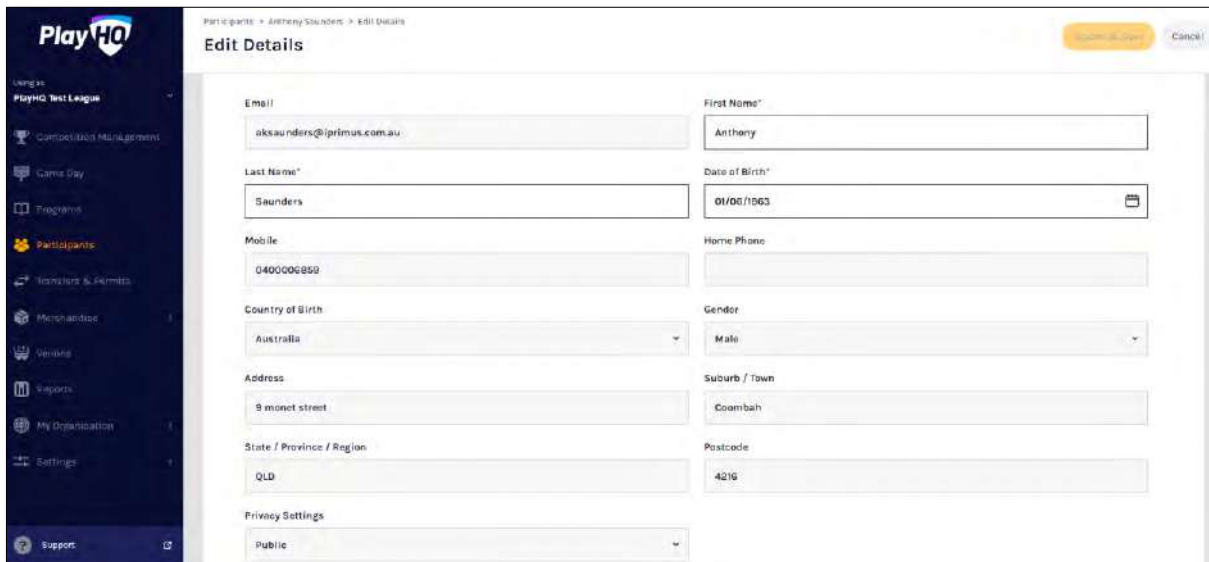 PlayHQ
Participants > Anthony Saunders > Edit Details
Edit Details
Cancel
Using as
PlayHQ Test League
Competition Management
Game Day
Programs
Participants
Transfers & Permits
Merchandise
Venues
Reports
My Organisation
Settings
Support
Email
First Name*
aksaunders@iprimus.com.au
Anthony
Last Name*
Date of Birth*
Saunders
01/06/1963
Mobile
Home Phone
0400006859
Country of Birth
Gender
Australia
Male
Address
Suburb / Town
9 monet street
Coombah
State / Province / Region
Postcode
QLD
4216
Privacy Settings
Public